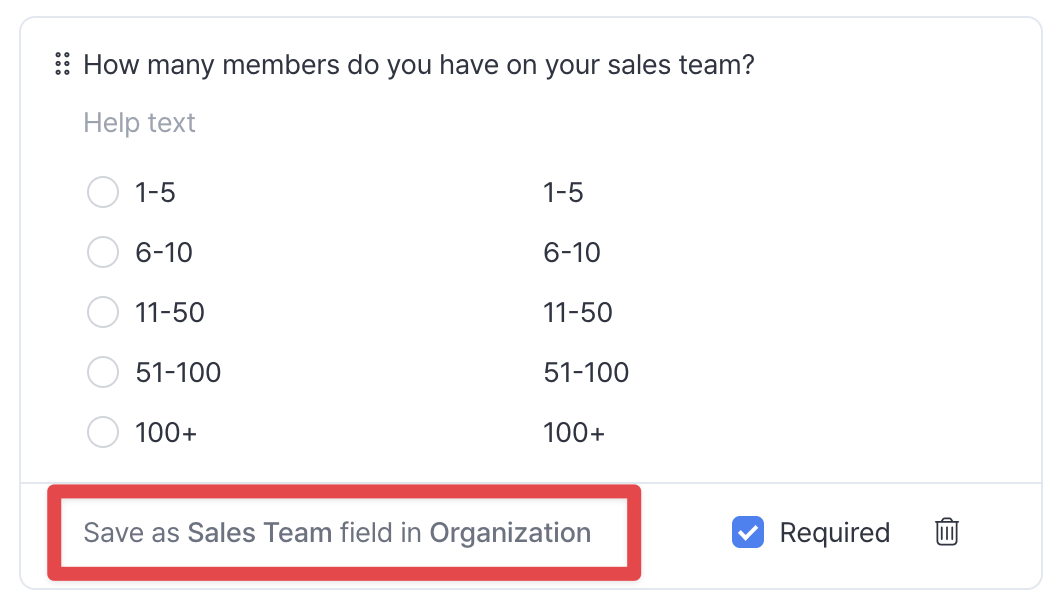 How many members do you have on your sales team?
Help text
1-5 1-5
6-10 6-10
11-50 11-50
51-100 51-100
100+ 100+
Save as Sales Team field in Organization Required